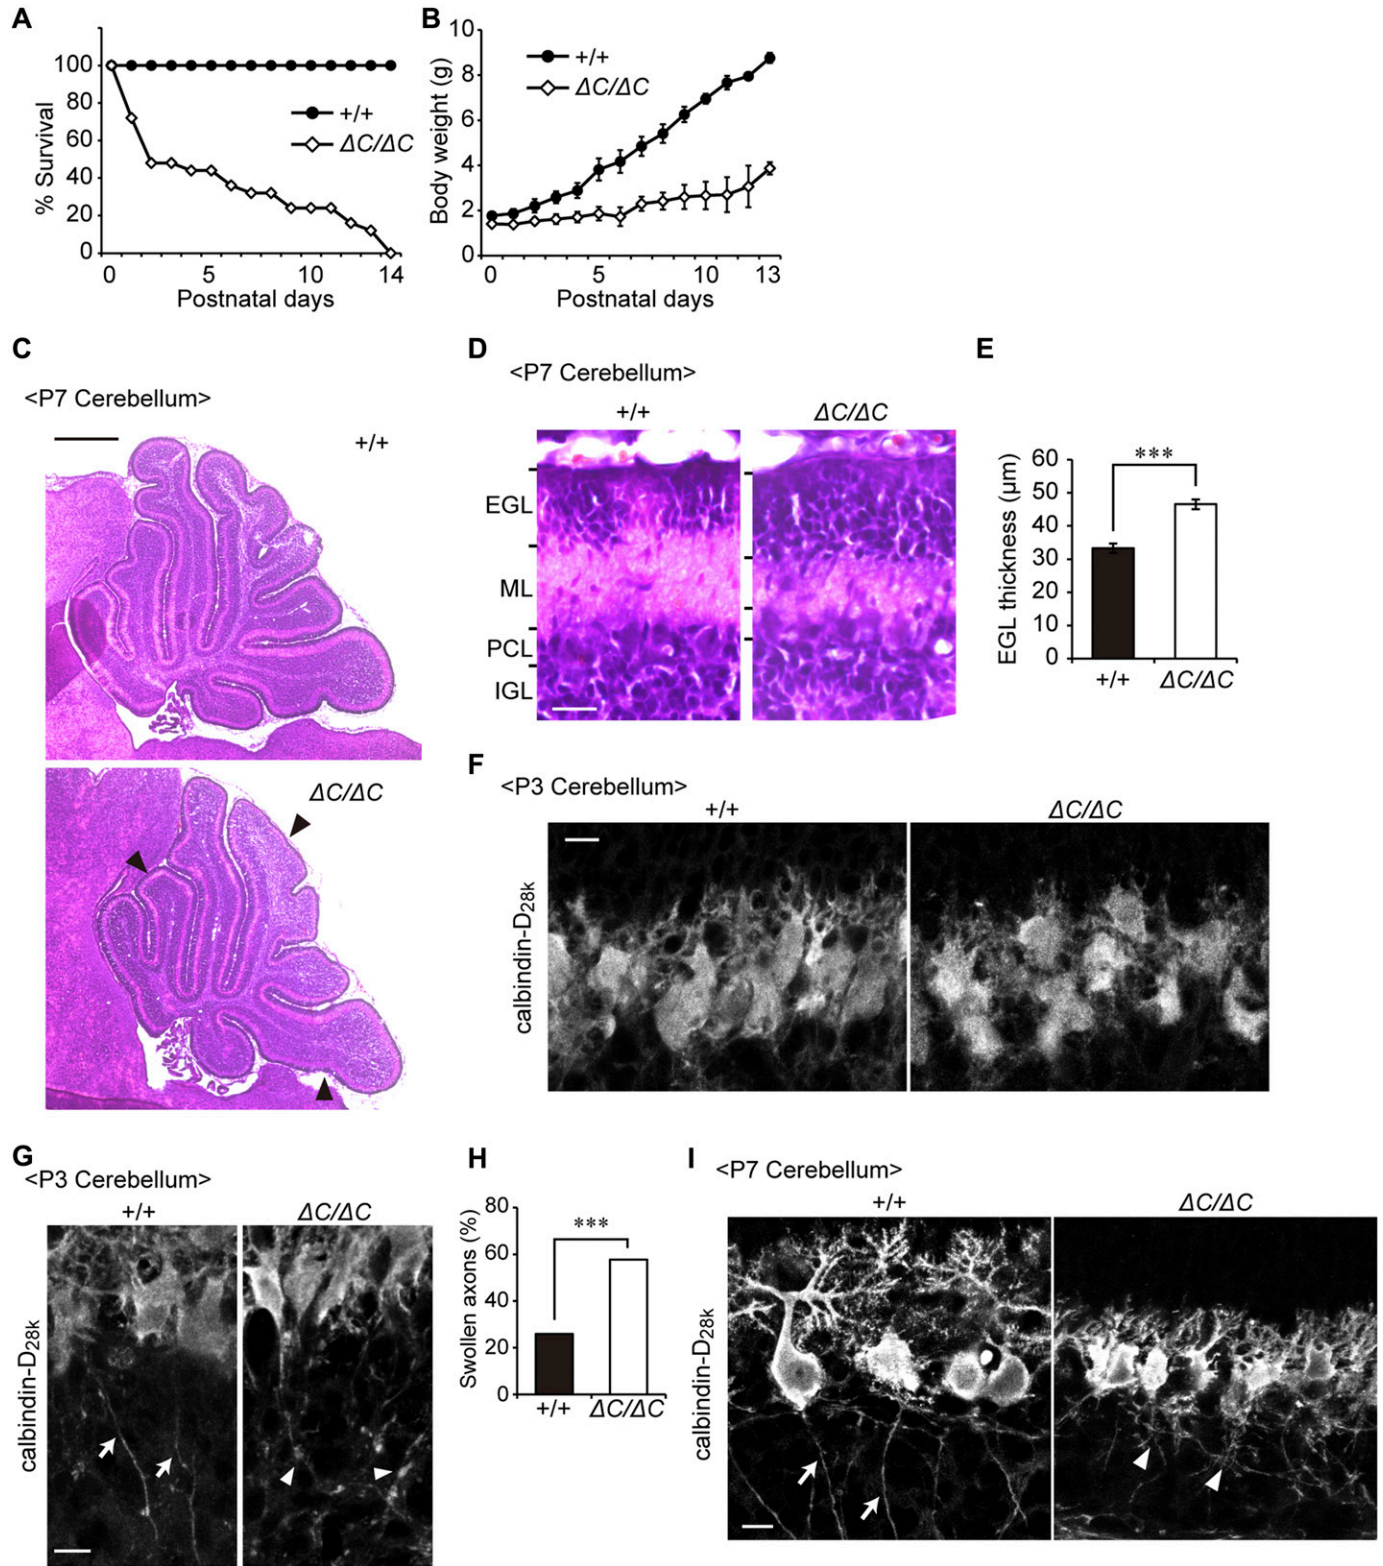 A
% Survival
100
80
60
40
20
0
+/+
ΔC/ΔC
0 5 10 14
Postnatal days
B
Body weight (g)
10
8
6
4
2
0
+/+
ΔC/ΔC
0 5 10 13
Postnatal days
C
<P7 Cerebellum>
+/+
ΔC/ΔC
D
<P7 Cerebellum>
+/+ ΔC/ΔC
EGL
ML
PCL
IGL
E
EGL thickness (μm)
60
50
40
30
20
10
0
***
+/+ ΔC/ΔC
F
<P3 Cerebellum>
+/+ ΔC/ΔC
calbindin-D28k
G
<P3 Cerebellum>
+/+ ΔC/ΔC
calbindin-D28k
H
Swollen axons (%)
80
60
40
20
0
***
+/+ ΔC/ΔC
I
<P7 Cerebellum>
+/+ ΔC/ΔC
calbindin-D28k